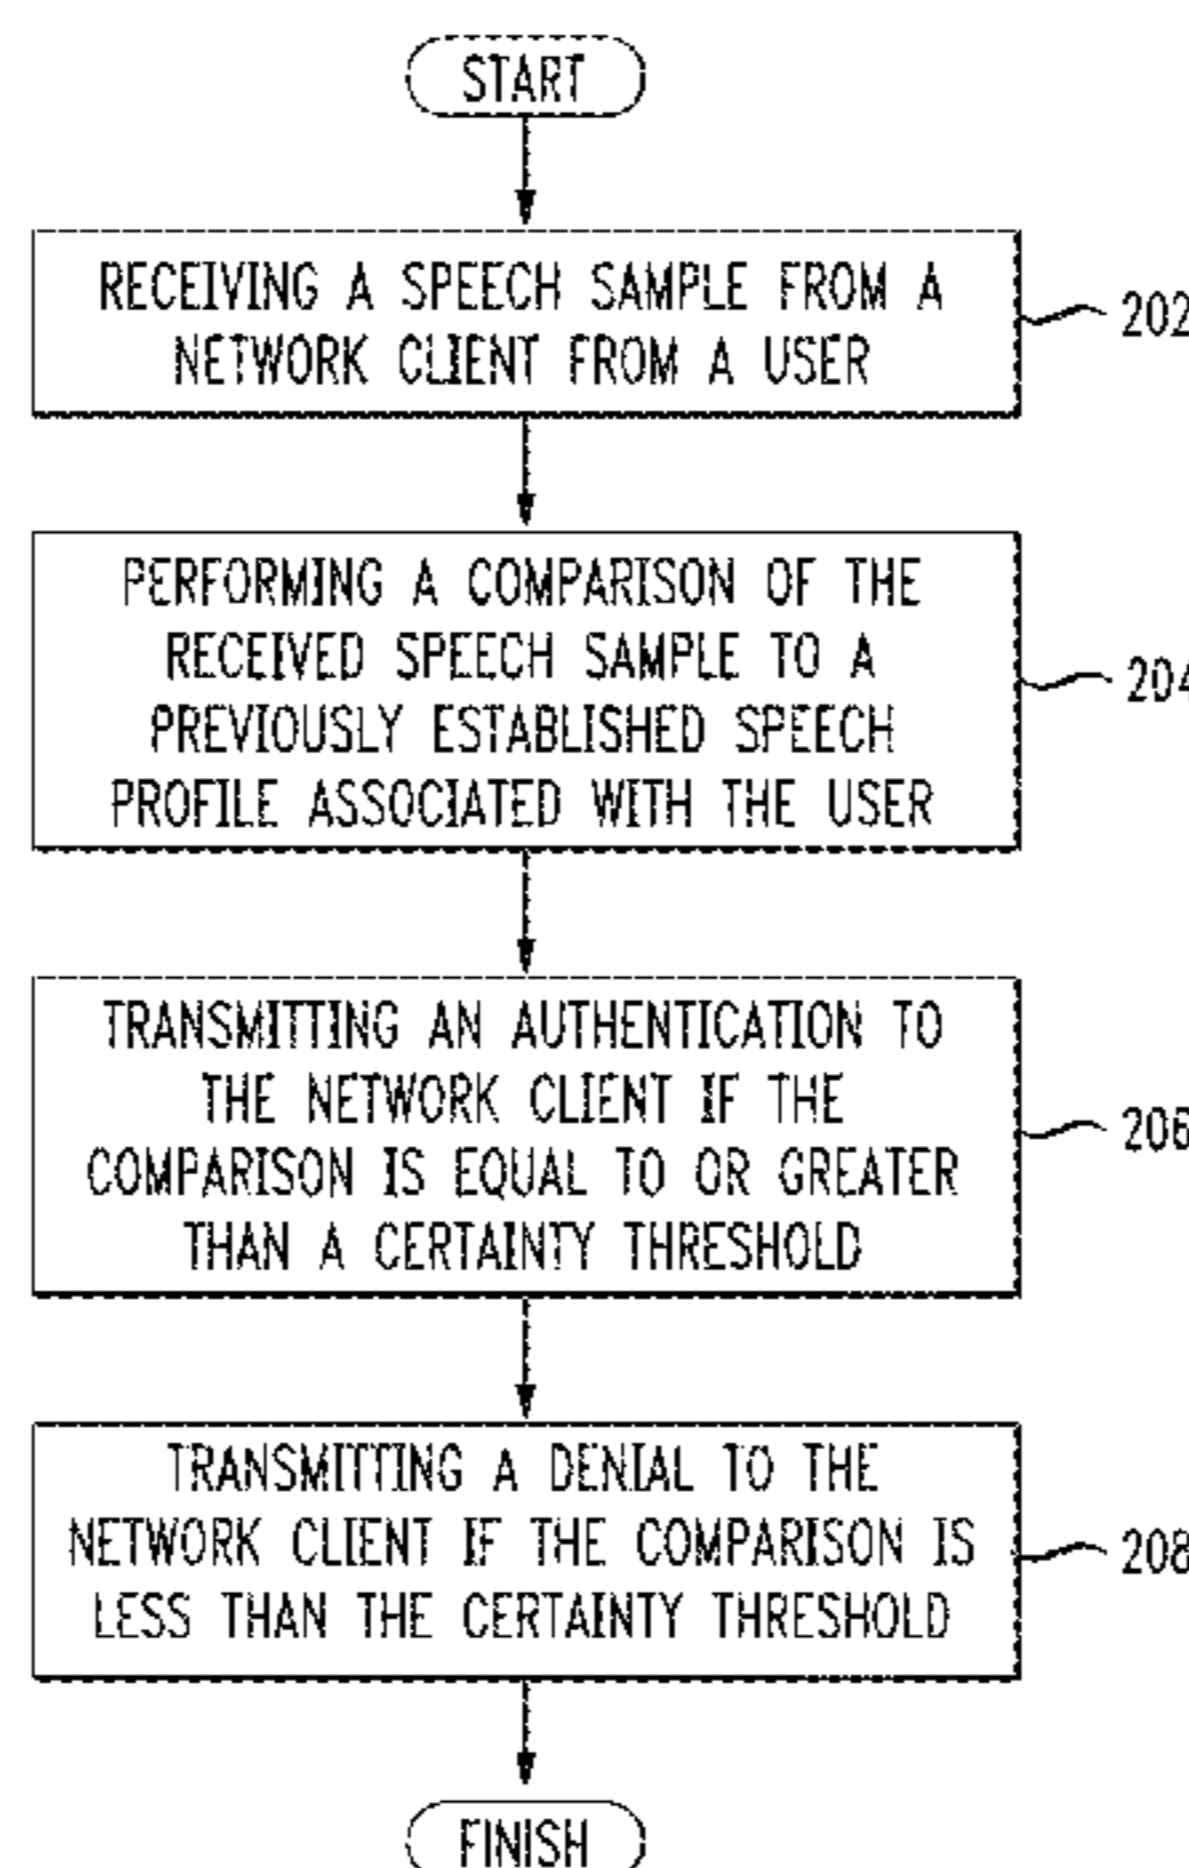 START
RECEIVING A SPEECH SAMPLE FROM A
NETWORK CLIENT FROM A USER
202
PERFORMING A COMPARISON OF THE
RECEIVED SPEECH SAMPLE TO A
PREVIOUSLY ESTABLISHED SPEECH
PROFILE ASSOCIATED WITH THE USER
204
TRANSMITTING AN AUTHENTICATION TO
THE NETWORK CLIENT IF THE
COMPARISON IS EQUAL TO OR GREATER
THAN A CERTAINTY THRESHOLD
206
TRANSMITTING A DENIAL TO THE
NETWORK CLIENT IF THE COMPARISON IS
LESS THAN THE CERTAINTY THRESHOLD
208
FINISH